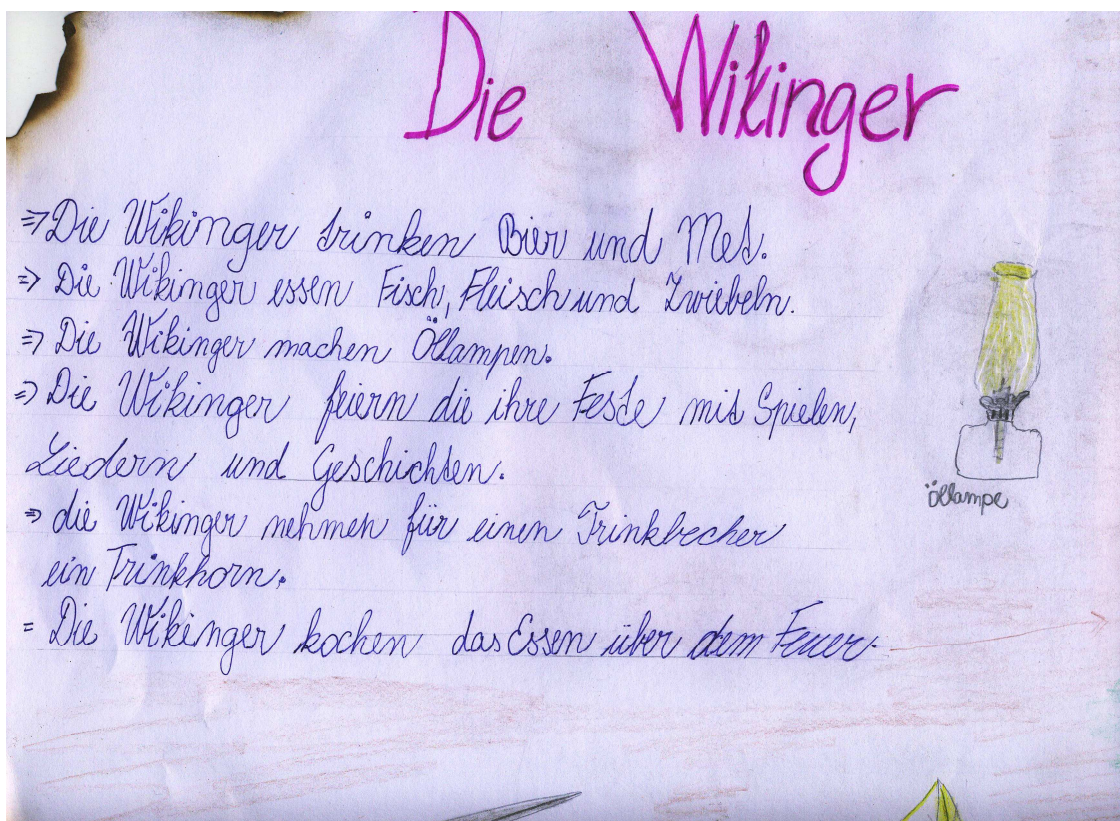 Die Wikinger
⇒ Die Wikinger trinken Bier und Met.
⇒ Die Wikinger essen Fisch, Fleisch und Zwiebeln.
⇒ Die Wikinger machen Öllampen.
⇒ Die Wikinger feiern die ihre Feste mit Spielen,
Liedern und Geschichten.
⇒ die Wikinger nehmen für einen Trinkbecher
ein Trinkhorn.
= Die Wikinger kochen das Essen über dem Feuer.
Öllampe